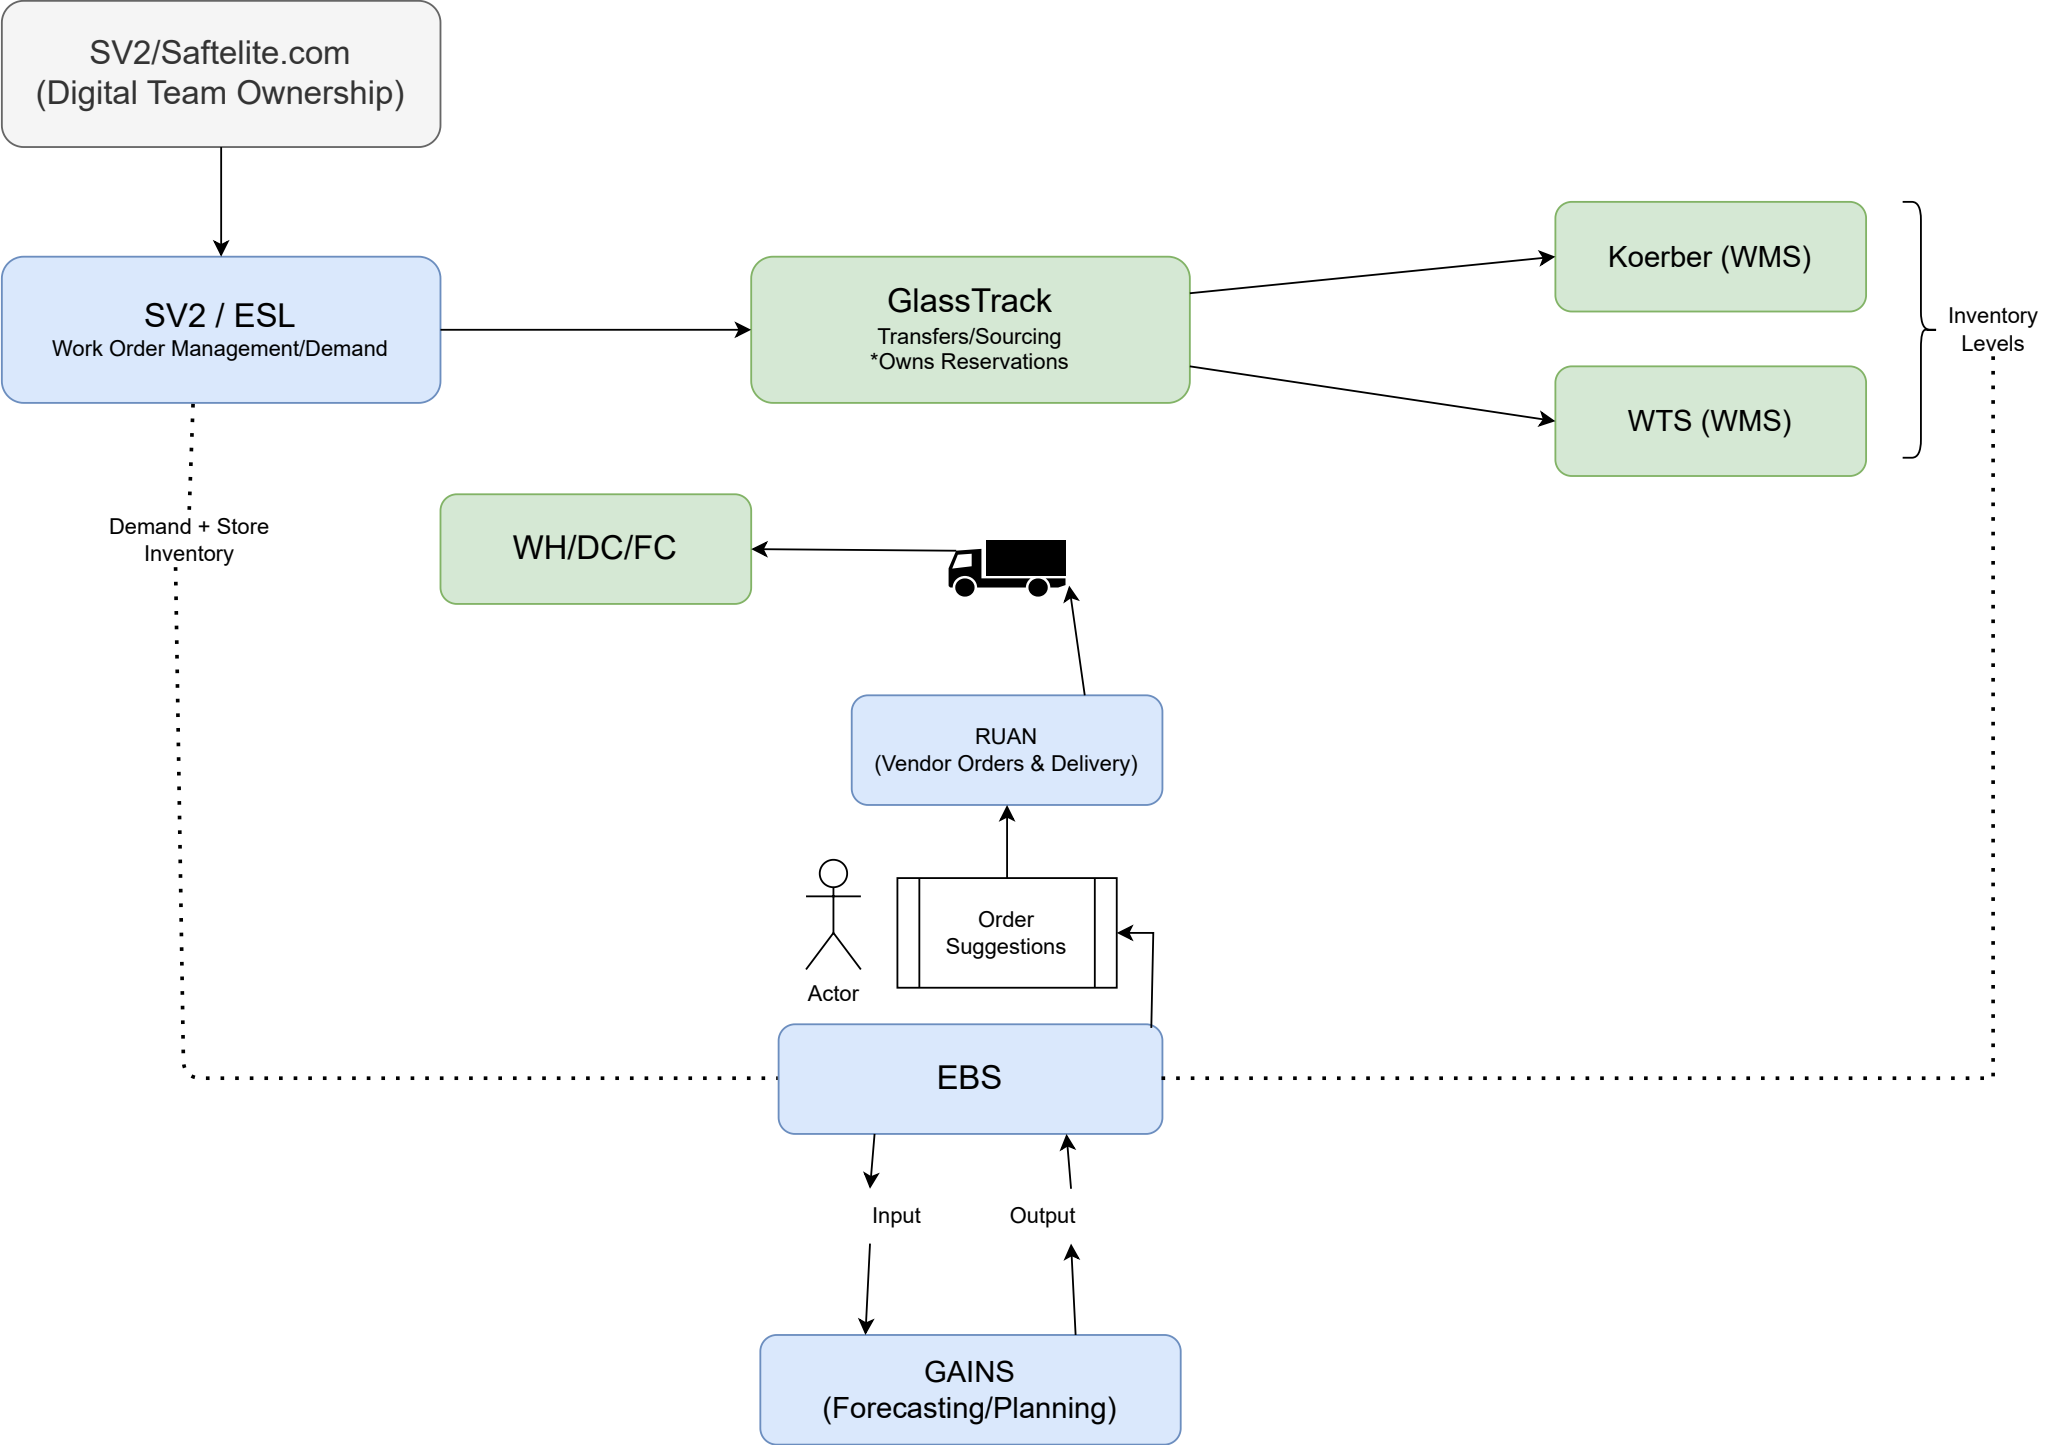 SV2/Saftelite.com
(Digital Team Ownership)
SV2 / ESL
Work Order Management/Demand
GlassTrack
Transfers/Sourcing
*Owns Reservations
Koerber (WMS)
WTS (WMS)
Inventory
Levels
Demand + Store
Inventory
WH/DC/FC
RUAN
(Vendor Orders & Delivery)
Order
Suggestions
Actor
EBS
Input
Output
GAINS
(Forecasting/Planning)